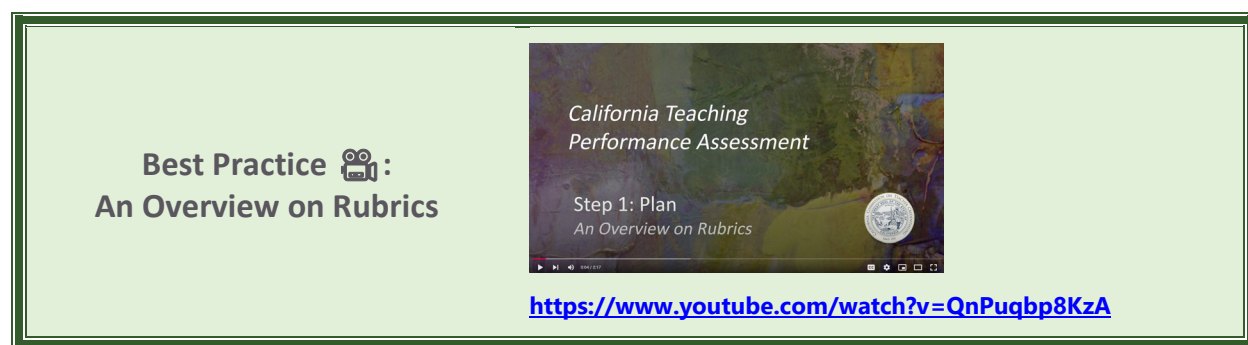 Best Practice :
An Overview on Rubrics
California Teaching
Performance Assessment
Step 1: Plan
An Overview on Rubrics
https://www.youtube.com/watch?v=QnPuqbp8KzA